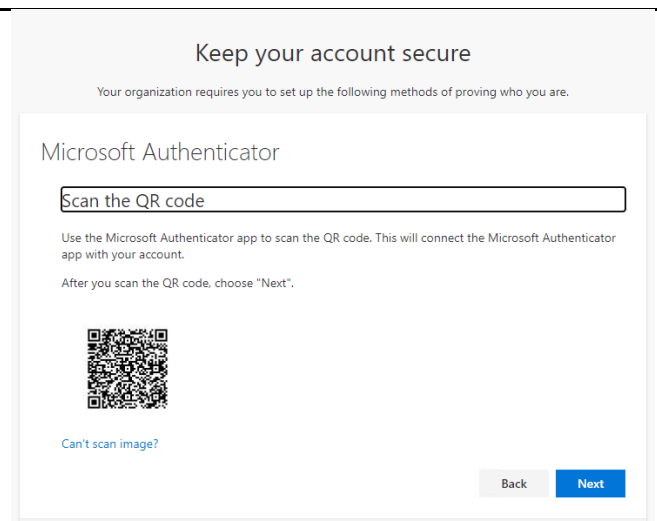 Keep your account secure
Your organization requires you to set up the following methods of proving who you are.
Microsoft Authenticator
Scan the QR code
Use the Microsoft Authenticator app to scan the QR code. This will connect the Microsoft Authenticator
app with your account.
After you scan the QR code, choose "Next".
Can't scan image?
Back
Next